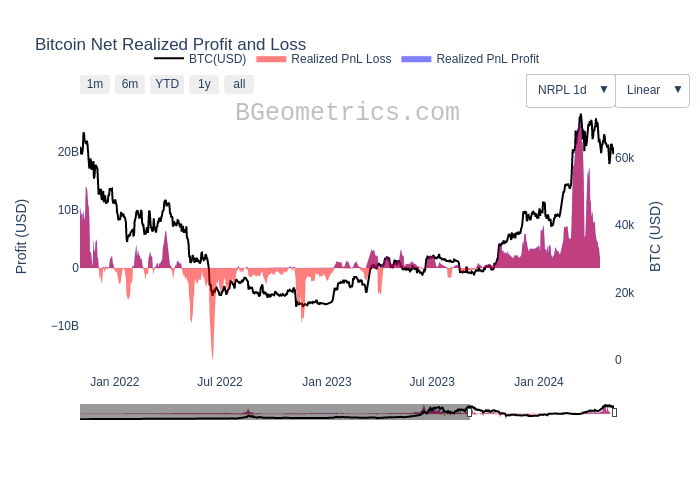 Bitcoin Net Realized Profit and Loss
BTC(USD) Realized PnL Loss Realized PnL Profit
1m 6m YTD 1y all NRPL 1d ▼ Linear ▼
BGeometrics.com
20B
10B
0
−10B
Profit (USD)
60k
40k
20k
0
BTC (USD)
Jan 2022 Jul 2022 Jan 2023 Jul 2023 Jan 2024